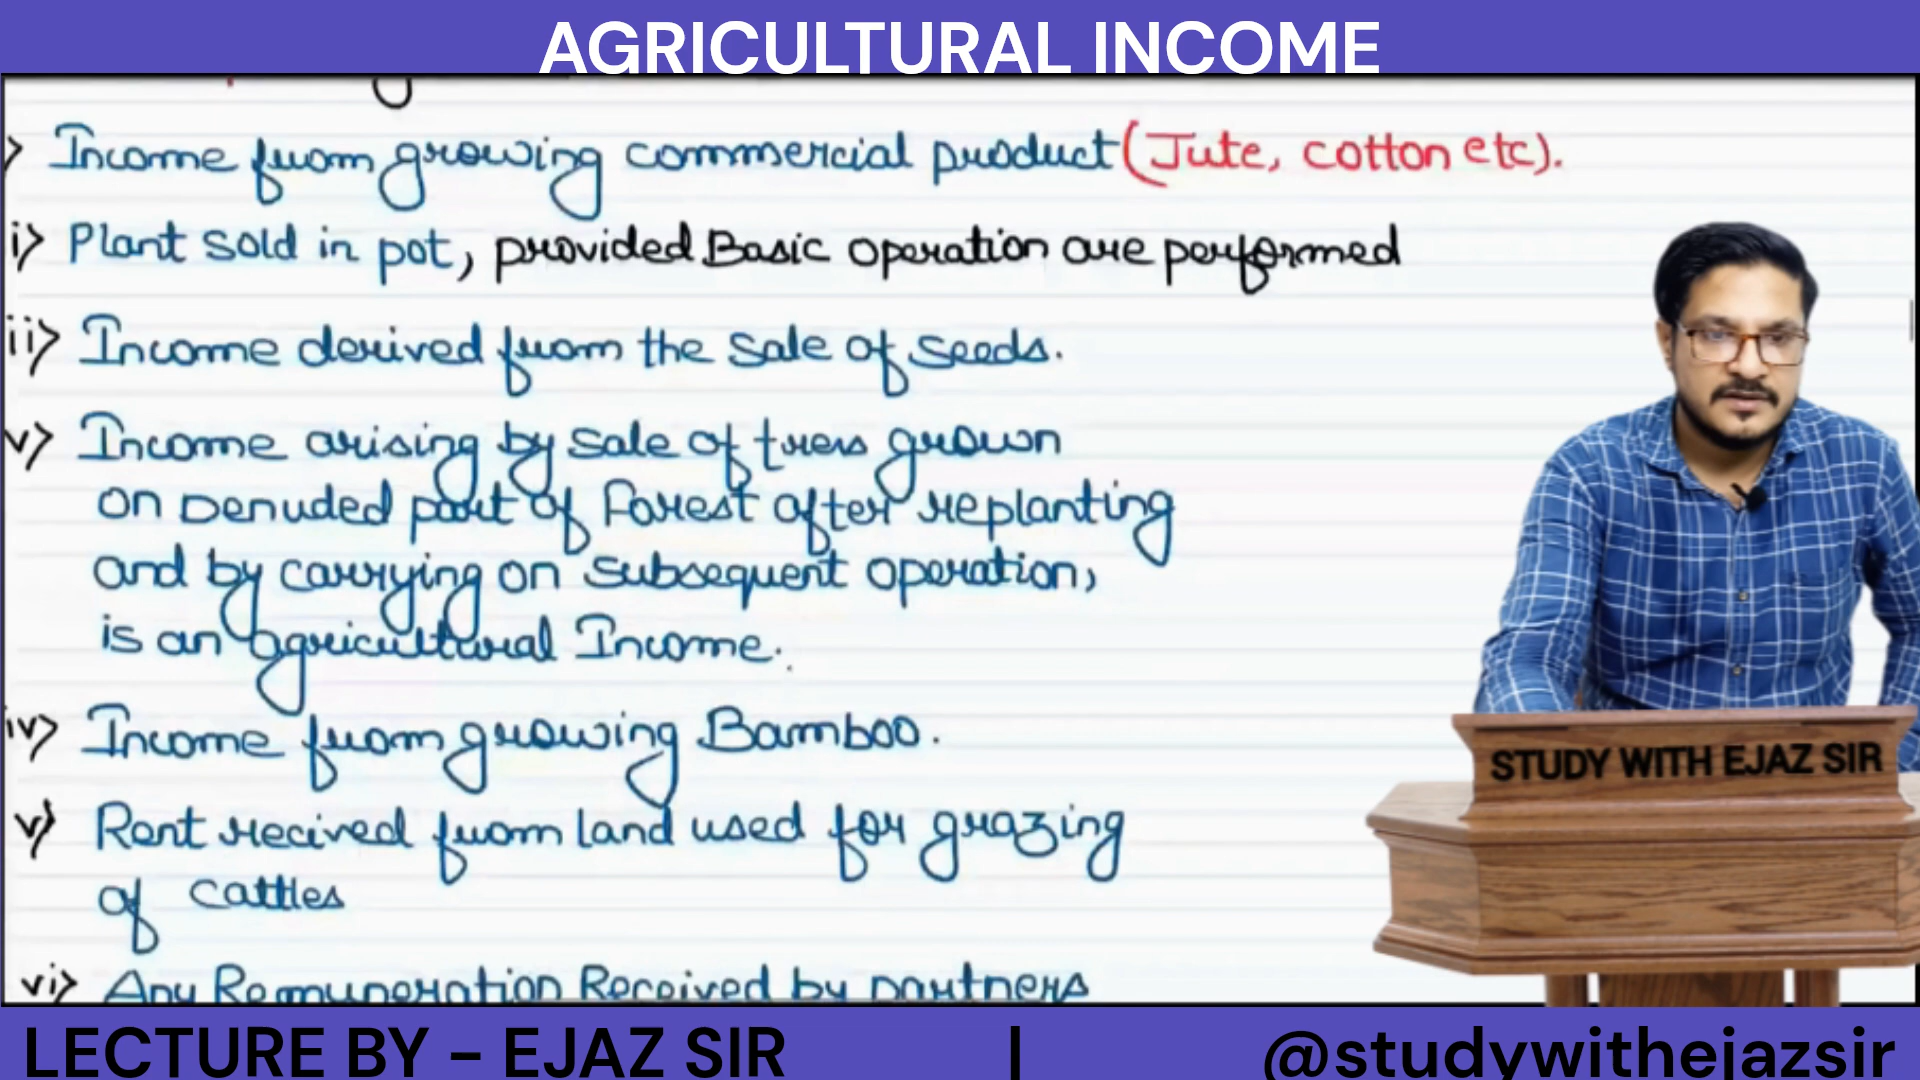 AGRICULTURAL INCOME
> Income from growing commercial product (Jute, cotton etc).
i> Plant sold in pot, provided Basic operation are performed
ii> Income derived from the sale of seeds.
v> Income arising by sale of trees grown
on Denuded part of Forest after replanting
and by carrying on subsequent operation,
is an agricultural Income.
iv> Income from growing Bamboo.
v> Rent recived from land used for grazing
of cattles
vi> Any Remuneration Received by partners
STUDY WITH EJAZ SIR
LECTURE BY - EJAZ SIR | @studywithejazsir